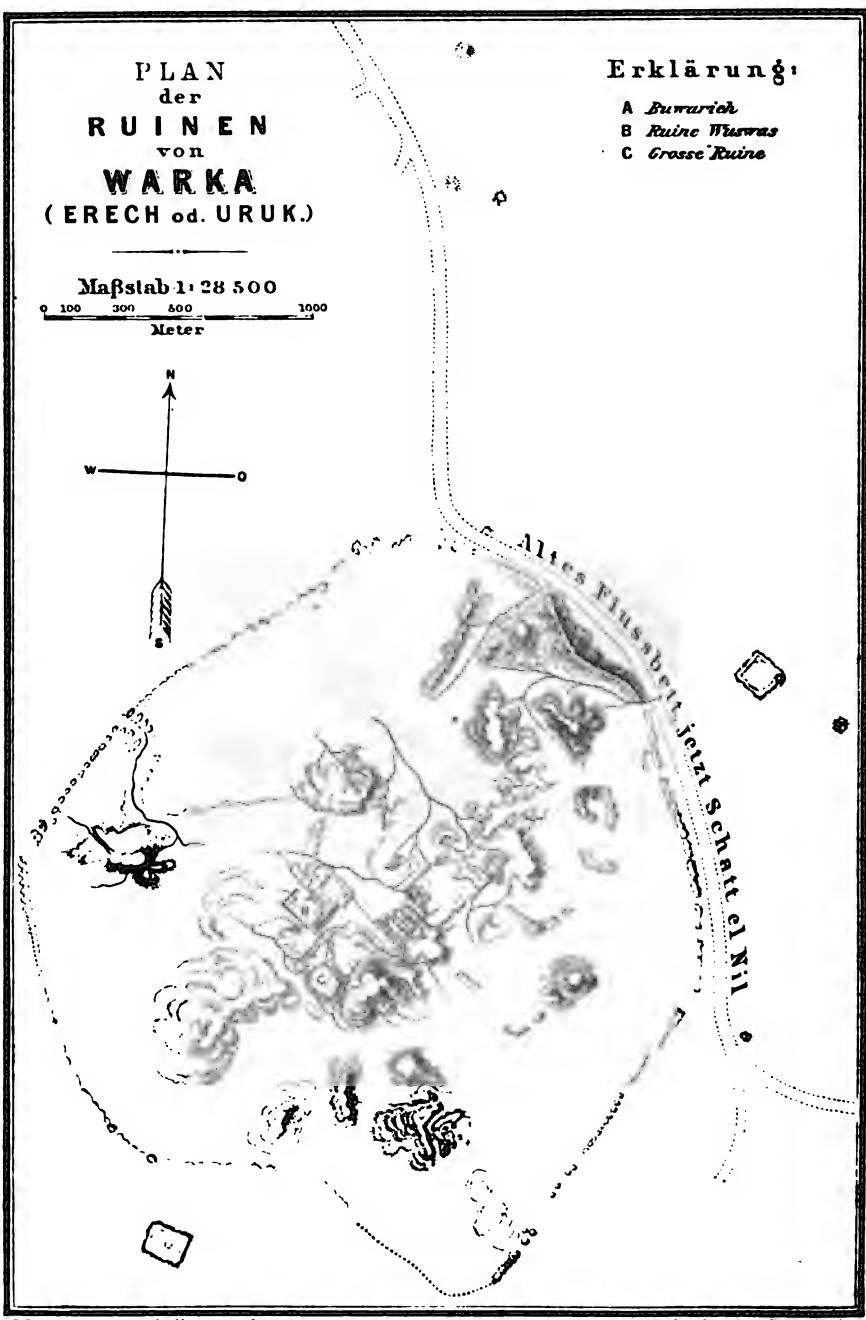 PLAN
der
RUINEN
von
WARKA
(ERECH od. URUK.)
Maßstab 1:28 500
0 100 300 500 1000
Meter
N
W O
S
Erklärung:
A Buwarieh
B Ruine Wuswas
C Grosse Ruine
Altes Flussbett jetzt Schatt el Nil